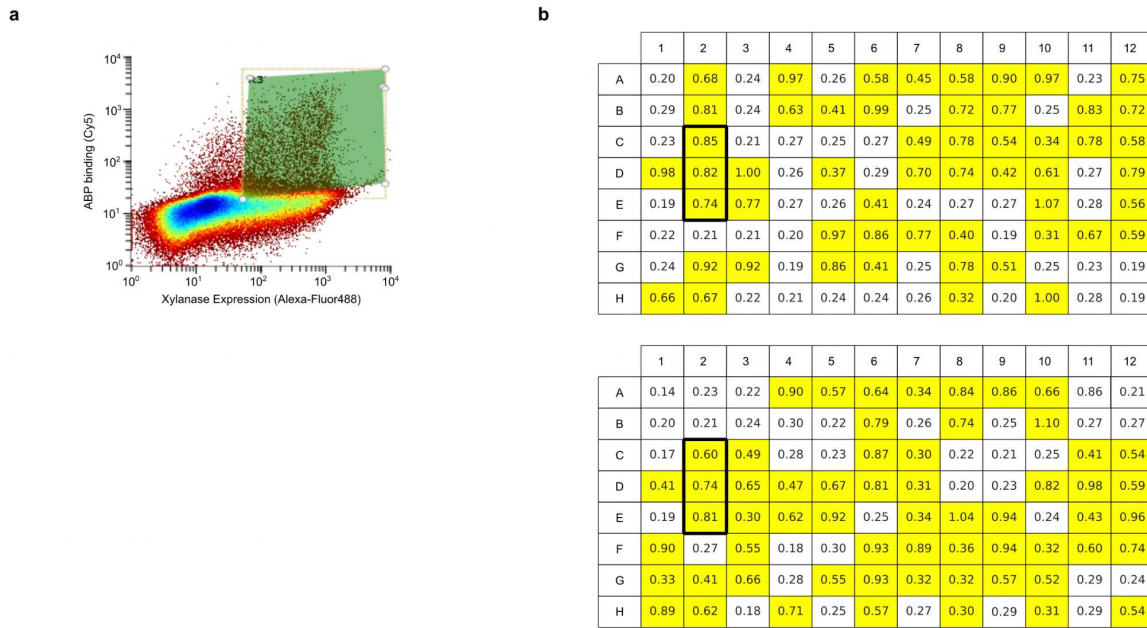 a
b
10⁴
10³
10²
10¹
10⁰
ABP binding (Cy5)
10⁰ 10¹ 10² 10³ 10⁴
Xylanase Expression (Alexa-Fluor488)
1 2 3 4 5 6 7 8 9 10 11 12
A 0.20 0.68 0.24 0.97 0.26 0.58 0.45 0.58 0.90 0.97 0.23 0.75
B 0.29 0.81 0.24 0.63 0.41 0.99 0.25 0.72 0.77 0.25 0.83 0.72
C 0.23 0.85 0.21 0.27 0.25 0.27 0.49 0.78 0.54 0.34 0.78 0.58
D 0.98 0.82 1.00 0.26 0.37 0.29 0.70 0.74 0.42 0.61 0.27 0.79
E 0.19 0.74 0.77 0.27 0.26 0.41 0.24 0.27 0.27 1.07 0.28 0.56
F 0.22 0.21 0.21 0.20 0.97 0.86 0.77 0.40 0.19 0.31 0.67 0.59
G 0.24 0.92 0.92 0.19 0.86 0.41 0.25 0.78 0.51 0.25 0.23 0.19
H 0.66 0.67 0.22 0.21 0.24 0.24 0.26 0.32 0.20 1.00 0.28 0.19
1 2 3 4 5 6 7 8 9 10 11 12
A 0.14 0.23 0.22 0.90 0.57 0.64 0.34 0.84 0.86 0.66 0.86 0.21
B 0.20 0.21 0.24 0.30 0.22 0.79 0.26 0.74 0.25 1.10 0.27 0.27
C 0.17 0.60 0.49 0.28 0.23 0.87 0.30 0.22 0.21 0.25 0.41 0.54
D 0.41 0.74 0.65 0.47 0.67 0.81 0.31 0.20 0.23 0.82 0.98 0.59
E 0.19 0.81 0.30 0.62 0.92 0.25 0.34 1.04 0.94 0.24 0.43 0.96
F 0.90 0.27 0.55 0.18 0.30 0.93 0.89 0.36 0.94 0.32 0.60 0.74
G 0.33 0.41 0.66 0.28 0.55 0.93 0.32 0.32 0.57 0.52 0.29 0.24
H 0.89 0.62 0.18 0.71 0.25 0.57 0.27 0.30 0.29 0.31 0.29 0.54